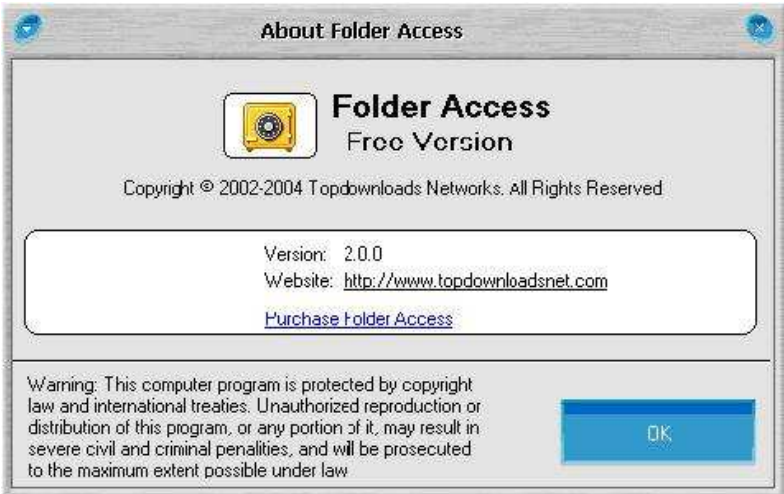 About Folder Access
Folder Access
Free Version
Copyright © 2002-2004 Topdownloads Networks. All Rights Reserved
Version: 2.0.0
Website: http://www.topdownloadsnet.com
Purchase Folder Access
Warning: This computer program is protected by copyright
law and international treaties. Unauthorized reproduction or
distribution of this program, or any portion of it, may result in
severe civil and criminal penalities, and will be prosecuted
to the maximum extent possible under law
OK